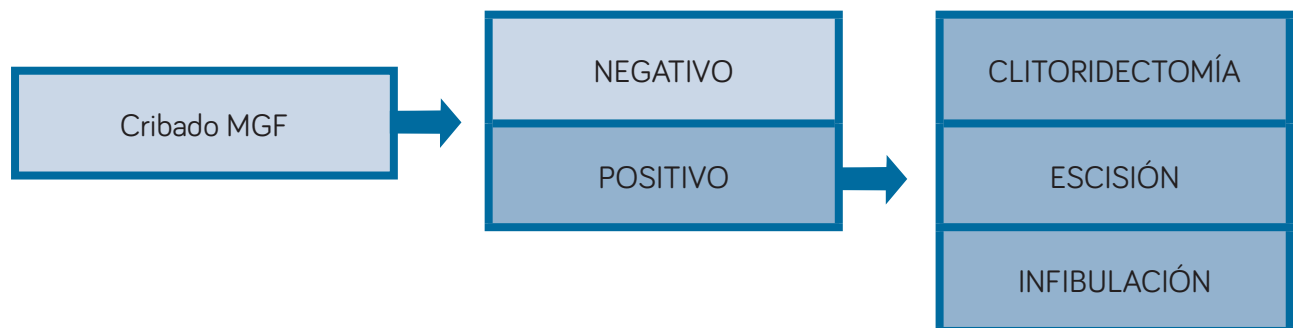 Cribado MGF
NEGATIVO
POSITIVO
CLITORIDECTOMÍA
ESCISIÓN
INFIBULACIÓN